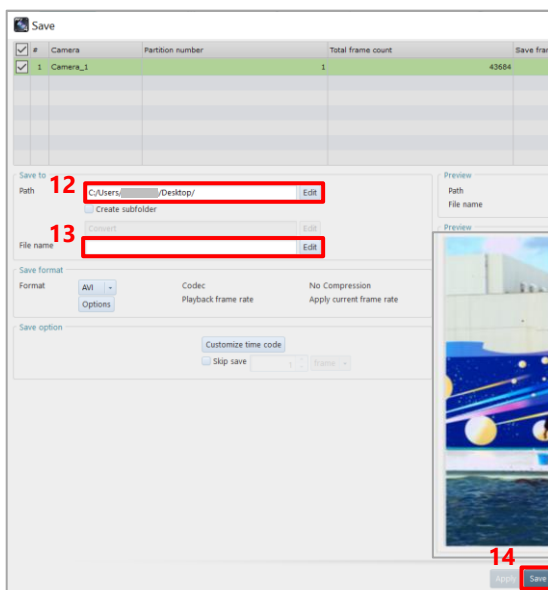 Save
# Camera Partition number Total frame count Save fra
1 Camera_1 1 43684
Save to
12
Path C:/Users/ /Desktop/ Edit
Create subfolder
Convert Edit
13
File name Edit
Save format
Format AVI Codec No Compression
Options Playback frame rate Apply current frame rate
Save option
Customize time code
Skip save 1 frame
Preview
Path
File name
Preview
14
Apply Save